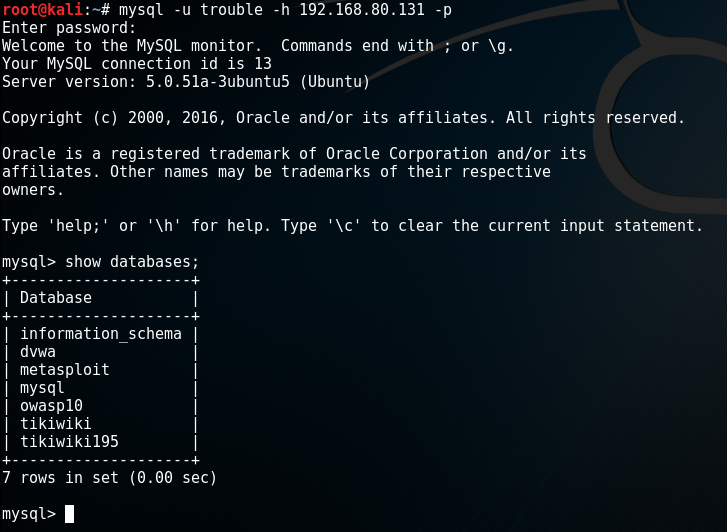 root@kali:~# mysql -u trouble -h 192.168.80.131 -p
Enter password:
Welcome to the MySQL monitor.  Commands end with ; or \g.
Your MySQL connection id is 13
Server version: 5.0.51a-3ubuntu5 (Ubuntu)

Copyright (c) 2000, 2016, Oracle and/or its affiliates. All rights reserved.

Oracle is a registered trademark of Oracle Corporation and/or its
affiliates. Other names may be trademarks of their respective
owners.

Type 'help;' or '\h' for help. Type '\c' to clear the current input statement.

mysql> show databases;
+--------------------+
| Database           |
+--------------------+
| information_schema |
| dvwa               |
| metasploit         |
| mysql              |
| owasp10            |
| tikiwiki           |
| tikiwiki195        |
+--------------------+
7 rows in set (0.00 sec)

mysql>